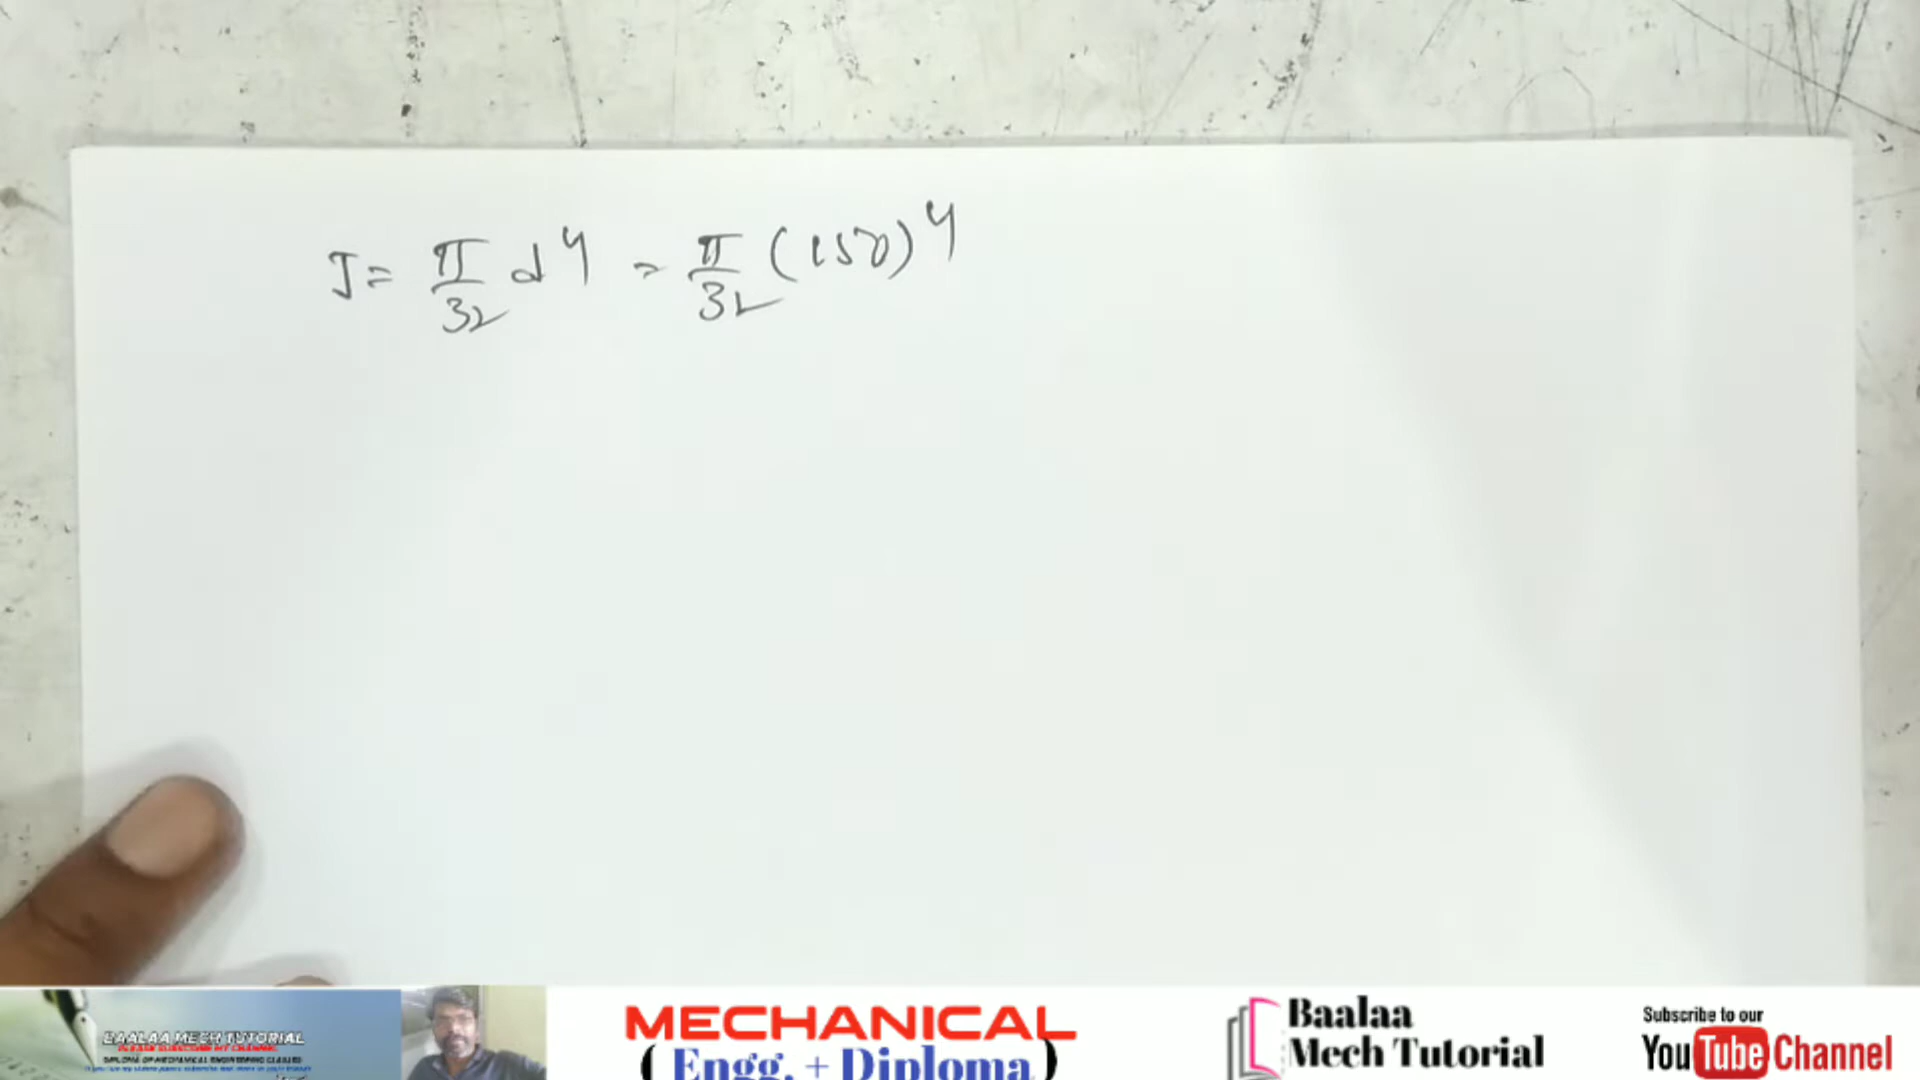 J = π/32 d⁴ = π/32 (150)⁴
BAALAA MECH TUTORIAL
MECHANICAL
( Engg. + Diploma )
Baalaa
Mech Tutorial
Subscribe to our
YouTube Channel